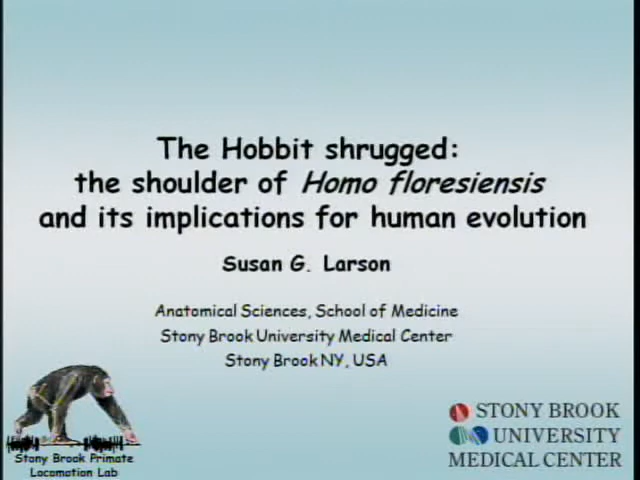 The Hobbit shrugged:
the shoulder of Homo floresiensis
and its implications for human evolution
Susan G. Larson
Anatomical Sciences, School of Medicine
Stony Brook University Medical Center
Stony Brook NY, USA
Stony Brook Primate
Locomotion Lab
STONY BROOK
UNIVERSITY
MEDICAL CENTER